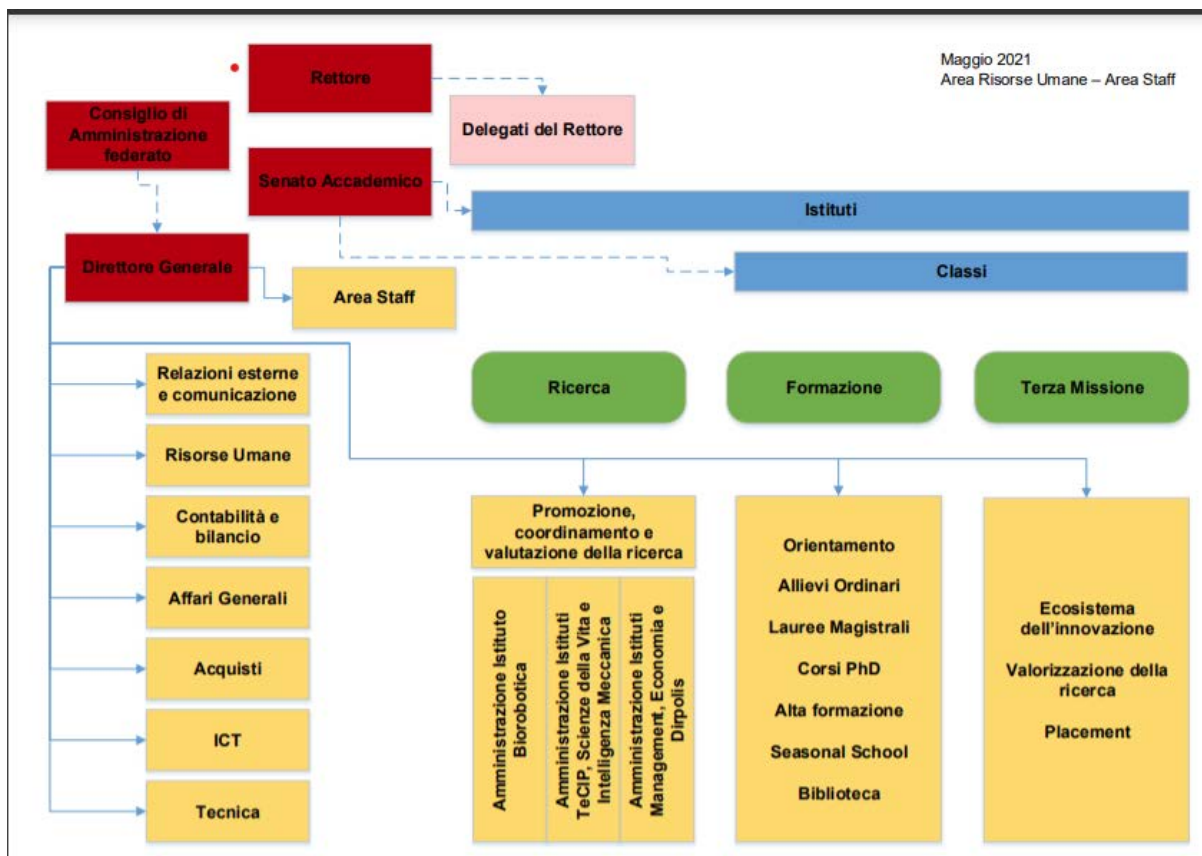 Maggio 2021
Area Risorse Umane – Area Staff
Rettore
Delegati del Rettore
Consiglio di
Amministrazione
federato
Senato Accademico
Istituti
Classi
Direttore Generale
Area Staff
Relazioni esterne
e comunicazione
Risorse Umane
Contabilità e
bilancio
Affari Generali
Acquisti
ICT
Tecnica
Ricerca
Formazione
Terza Missione
Promozione,
coordinamento e
valutazione della ricerca
Amministrazione Istituto
Biorobotica
Amministrazione Istituti
TeCIP, Scienze della Vita e
Intelligenza Meccanica
Amministrazione Istituti
Management, Economia e
Dirpolis
Orientamento
Allievi Ordinari
Lauree Magistrali
Corsi PhD
Alta formazione
Seasonal School
Biblioteca
Ecosistema
dell'innovazione
Valorizzazione della
ricerca
Placement